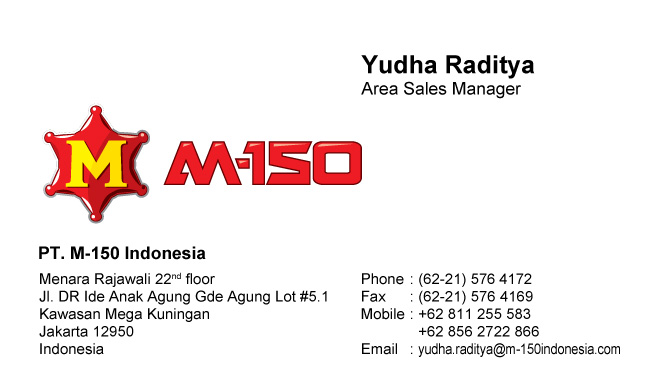 Yudha Raditya
Area Sales Manager
M M-150
PT. M-150 Indonesia
Menara Rajawali 22nd floor
Jl. DR Ide Anak Agung Gde Agung Lot #5.1
Kawasan Mega Kuningan
Jakarta 12950
Indonesia
Phone : (62-21) 576 4172
Fax : (62-21) 576 4169
Mobile : +62 811 255 583
+62 856 2722 866
Email : yudha.raditya@m-150indonesia.com